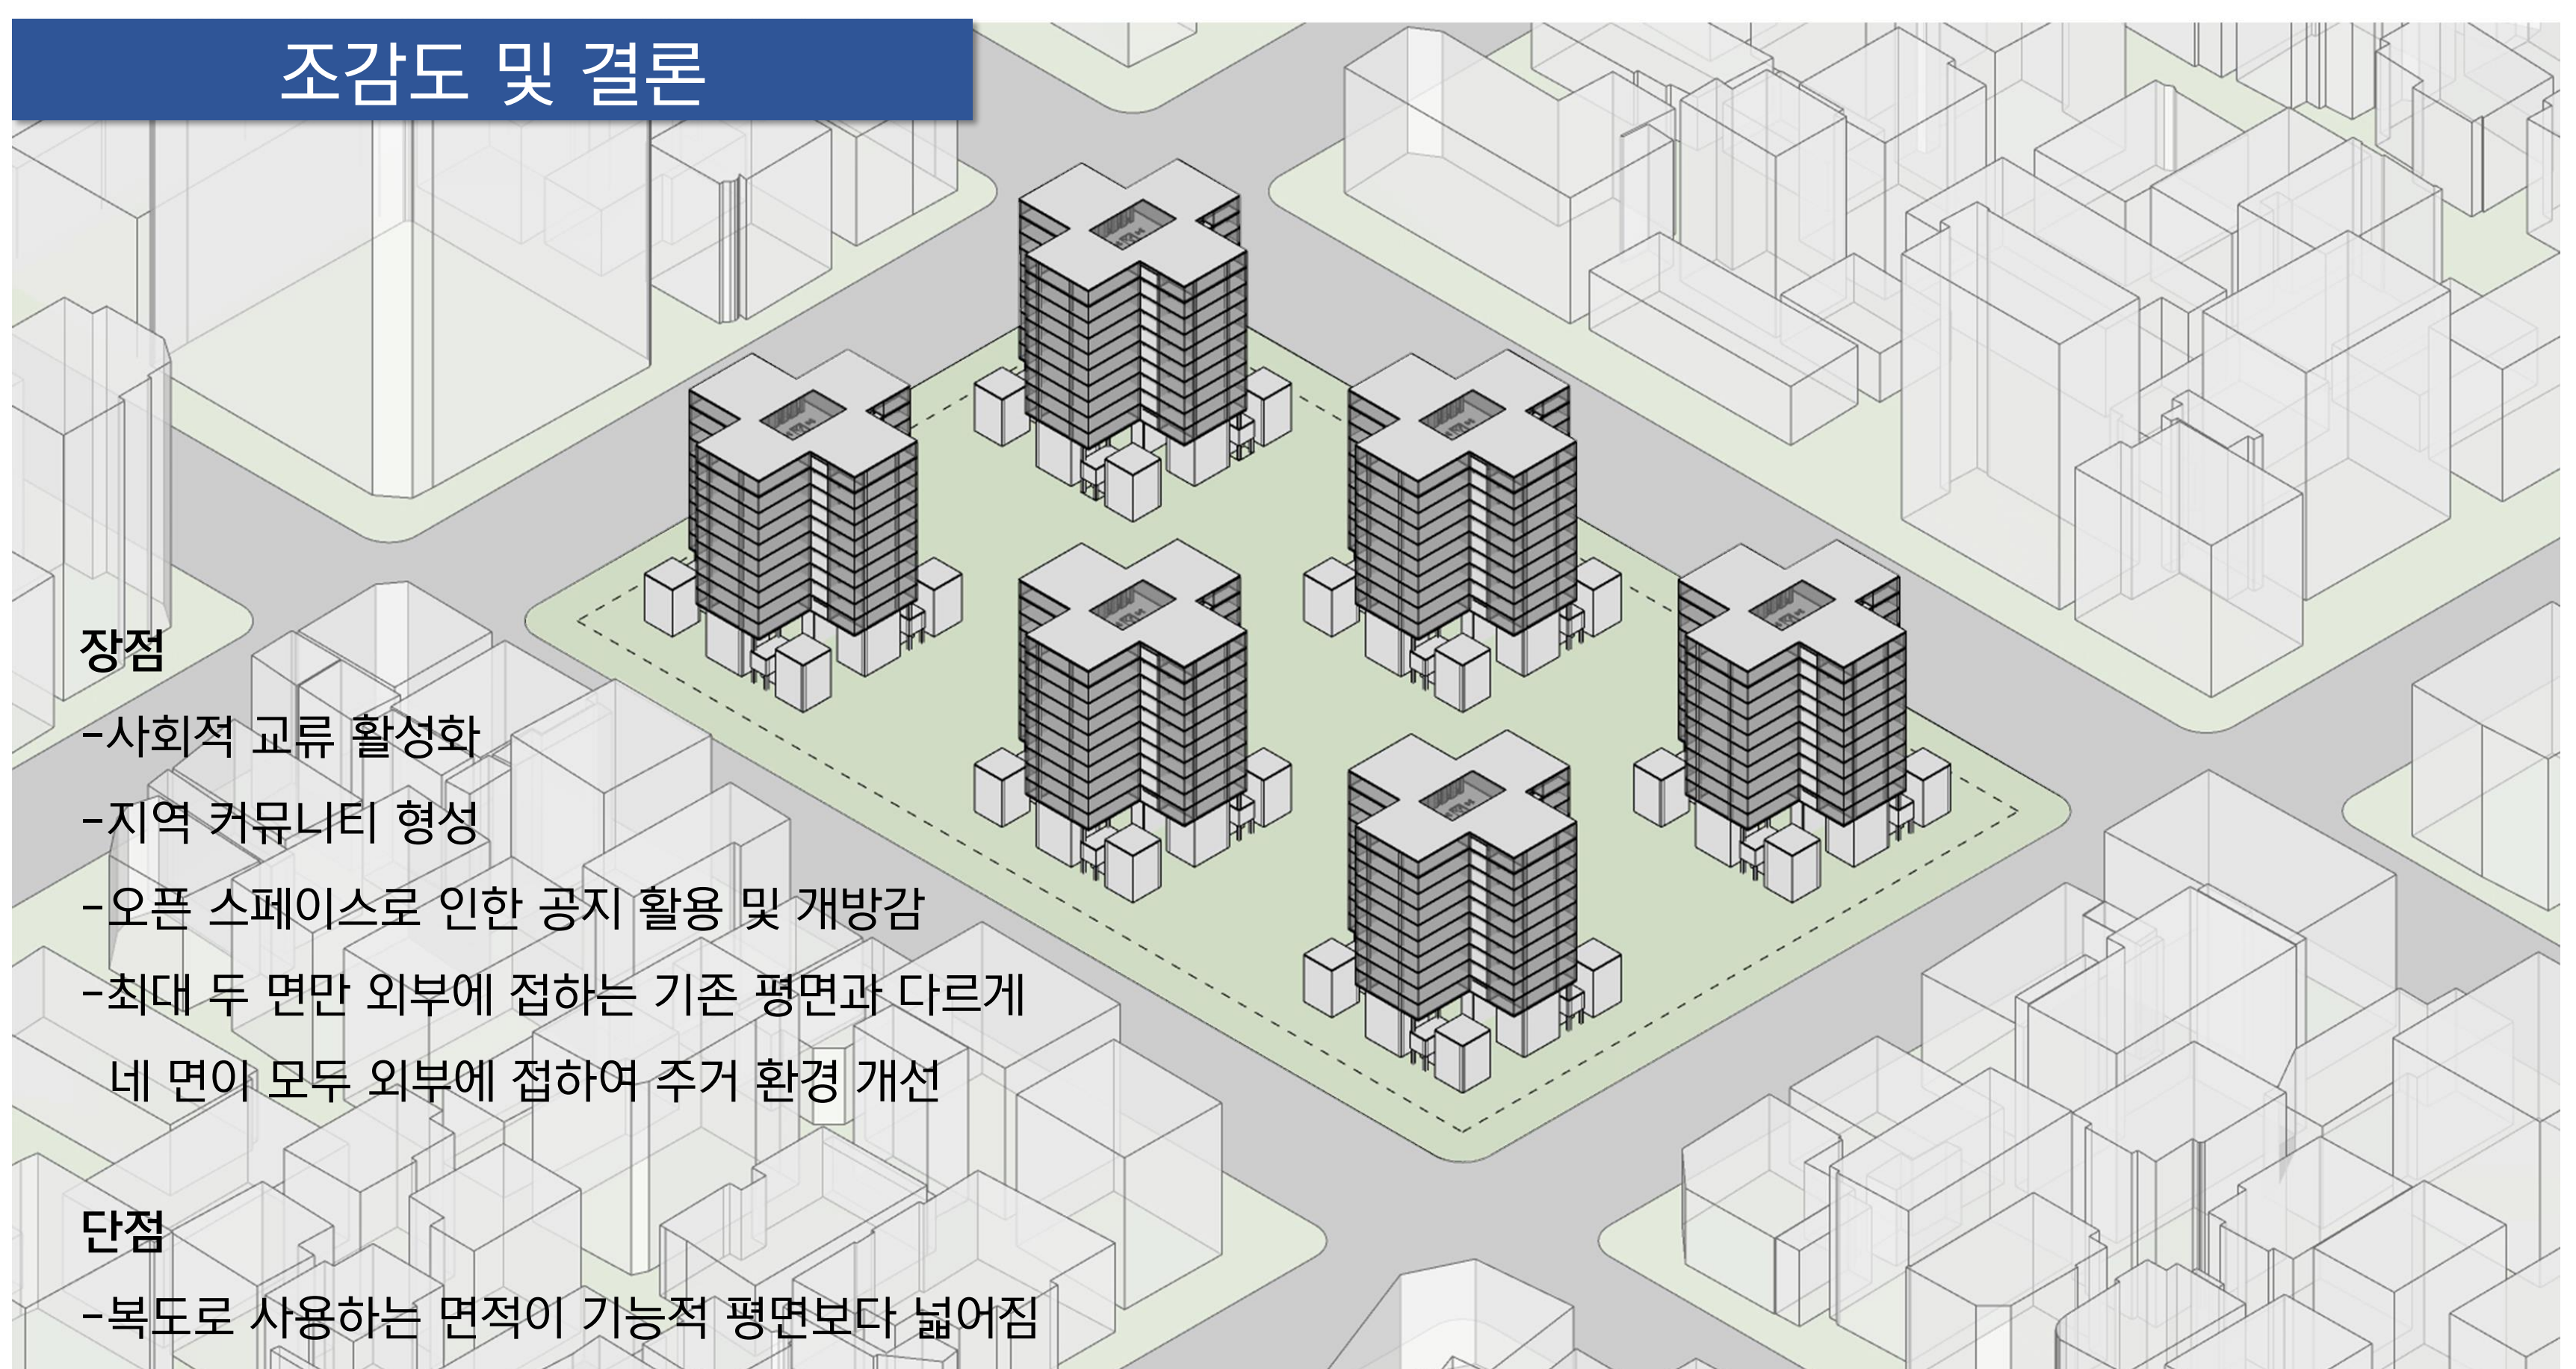 조감도 및 결론
장점
-사회적 교류 활성화
-지역 커뮤니티 형성
-오픈 스페이스로 인한 공지 활용 및 개방감
-최대 두 면만 외부에 접하는 기존 평면과 다르게
네 면이 모두 외부에 접하여 주거 환경 개선
단점
-복도로 사용하는 면적이 기능적 평면보다 넓어짐